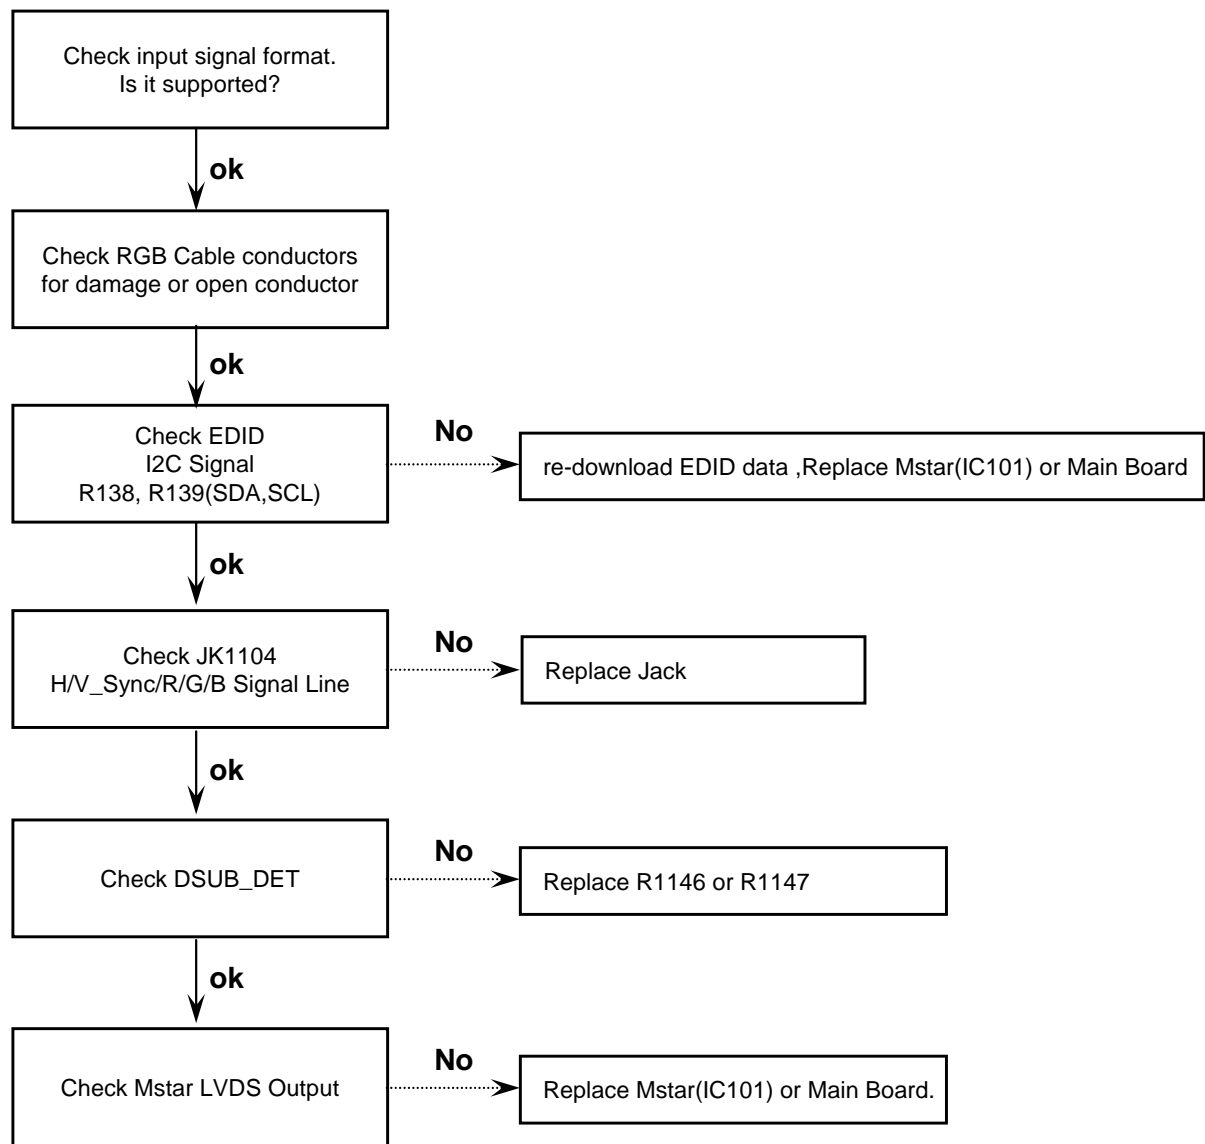 Check input signal format.
Is it supported?
ok
Check RGB Cable conductors
for damage or open conductor
ok
Check EDID
I2C Signal
R138, R139(SDA,SCL)
No
re-download EDID data ,Replace Mstar(IC101) or Main Board
ok
Check JK1104
H/V_Sync/R/G/B Signal Line
No
Replace Jack
ok
Check DSUB_DET
No
Replace R1146 or R1147
ok
Check Mstar LVDS Output
No
Replace Mstar(IC101) or Main Board.